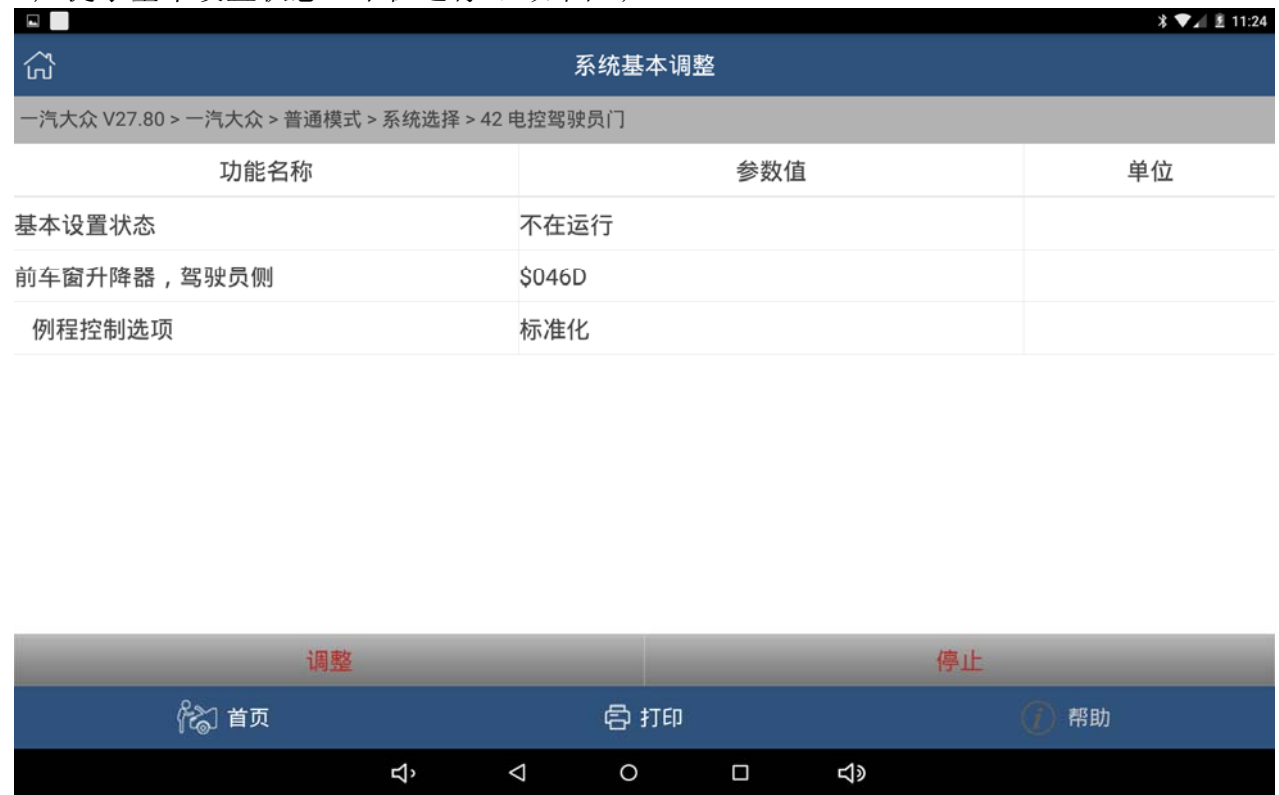 11:24
系统基本调整
一汽大众 V27.80 > 一汽大众 > 普通模式 > 系统选择 > 42 电控驾驶员门
功能名称 参数值 单位
基本设置状态 不在运行
前车窗升降器，驾驶员侧 $046D
例程控制选项 标准化
调整 停止
首页 打印 帮助